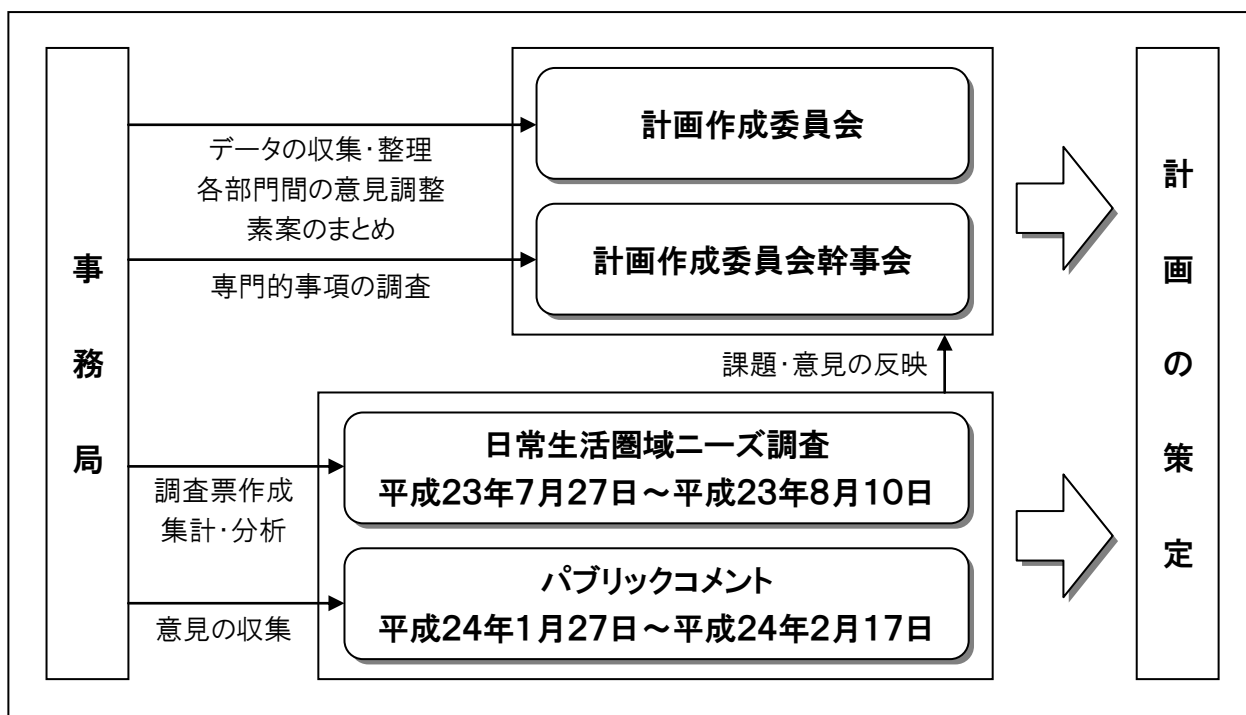 事務局
計画作成委員会
データの収集・整理
各部門間の意見調整
素案のまとめ
計画作成委員会幹事会
専門的事項の調査
課題・意見の反映
日常生活圏域ニーズ調査
平成23年7月27日～平成23年8月10日
調査票作成
集計・分析
パブリックコメント
平成24年1月27日～平成24年2月17日
意見の収集
計画の策定